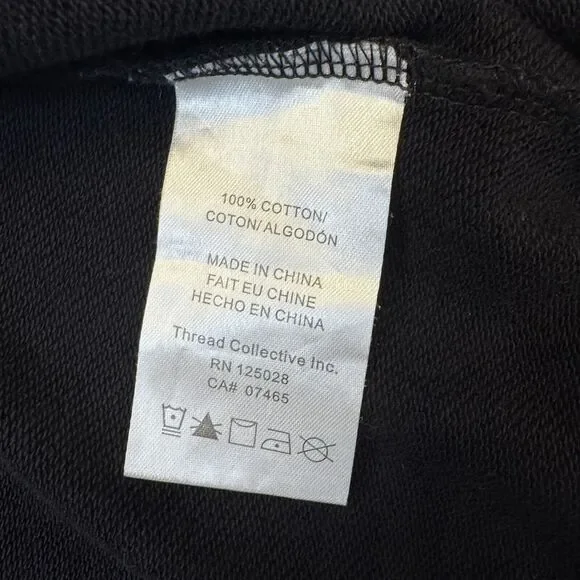 100% COTTON/
COTON/ALGODÓN
MADE IN CHINA
FAIT EU CHINE
HECHO EN CHINA
Thread Collective Inc.
RN 125028
CA# 07465